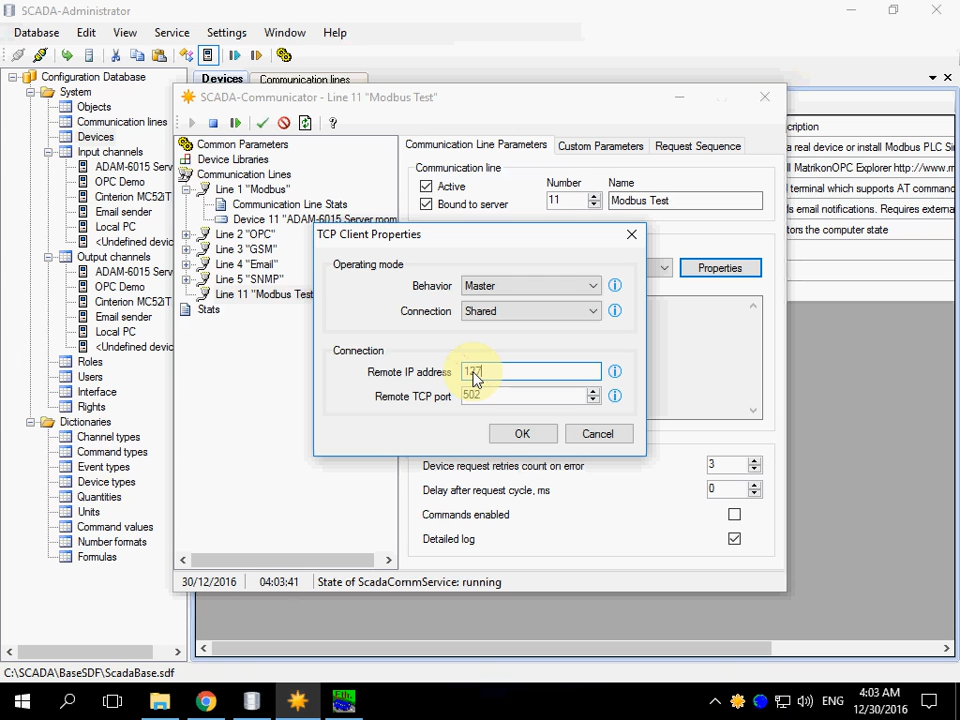 SCADA-Administrator
Database Edit View Service Settings Window Help
Configuration Database
System
Objects
Communication lines
Devices
Input channels
ADAM-6015 Serv
OPC Demo
Cinterion MC52iT
Email sender
Local PC
<Undefined devic
Output channels
ADAM-6015 Serv
OPC Demo
Cinterion MC52iT
Email sender
Local PC
<Undefined devic
Roles
Users
Interface
Rights
Dictionaries
Channel types
Command types
Event types
Device types
Quantities
Units
Command values
Number formats
Formulas
Devices Communication lines
cription
a real device or install Modbus PLC Sim
l MatrikonOPC Explorer http://www.m
l terminal which supports AT comman
ds email notifications. Requires externa
tors the computer state
SCADA-Communicator - Line 11 "Modbus Test"
Common Parameters
Device Libraries
Communication Lines
Line 1 "Modbus"
Communication Line Stats
Device 11 "ADAM-6015 Server room
Line 2 "OPC"
Line 3 "GSM"
Line 4 "Email"
Line 5 "SNMP"
Line 11 "Modbus Test
Stats
Communication Line Parameters Custom Parameters Request Sequence
Communication line
Active
Bound to server
Number
11
Name
Modbus Test
Properties
TCP Client Properties
Operating mode
Behavior Master
Connection Shared
Connection
Remote IP address 127
Remote TCP port 502
OK Cancel
Device request retries count on error 3
Delay after request cycle, ms 0
Commands enabled
Detailed log
30/12/2016 04:03:41 State of ScadaCommService: running
C:\SCADA\BaseSDF\ScadaBase.sdf
ENG
4:03 AM
12/30/2016